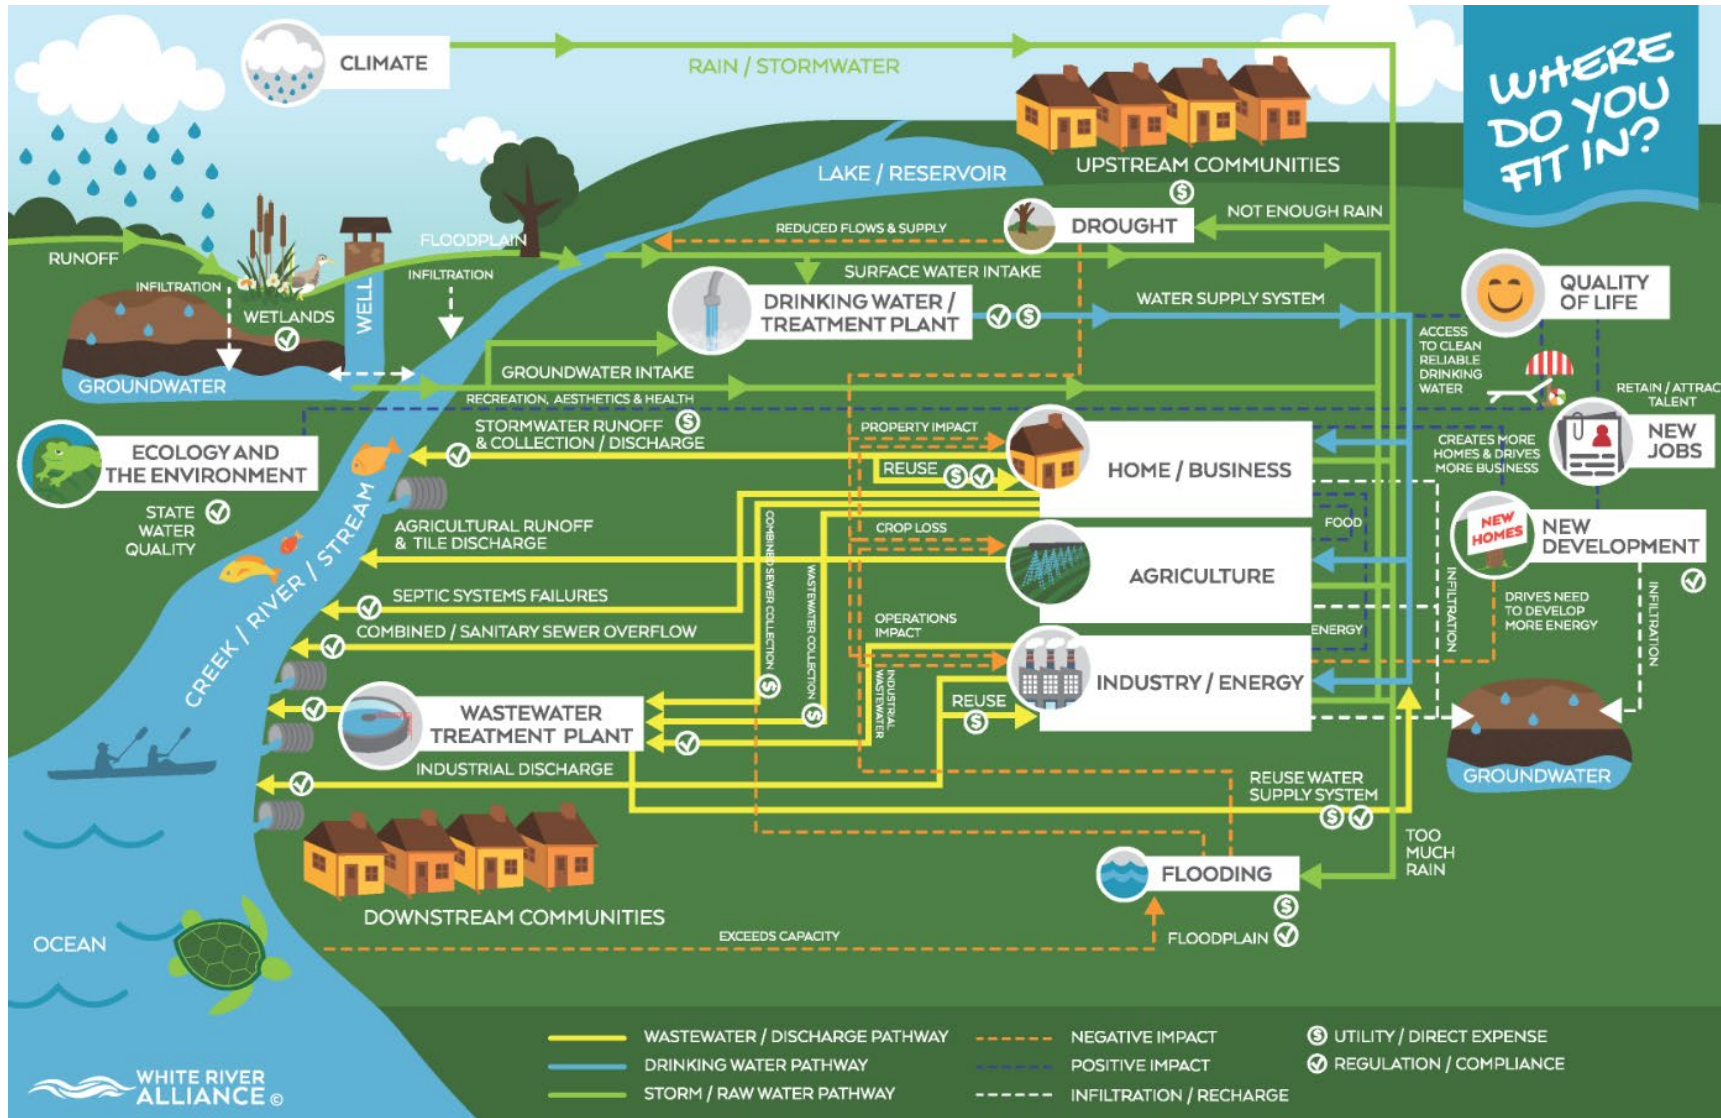 CLIMATE
RAIN / STORMWATER
WHERE
DO YOU
FIT IN?
UPSTREAM COMMUNITIES
$
LAKE / RESERVOIR
DROUGHT
NOT ENOUGH RAIN
REDUCED FLOWS & SUPPLY
RUNOFF
FLOODPLAIN
INFILTRATION
INFILTRATION
WETLANDS
WELL
GROUNDWATER
SURFACE WATER INTAKE
DRINKING WATER /
TREATMENT PLANT
$
WATER SUPPLY SYSTEM
QUALITY
OF LIFE
ACCESS
TO CLEAN
RELIABLE
DRINKING
WATER
RETAIN / ATTRAC
TALENT
NEW
JOBS
CREATES MORE
HOMES & DRIVES
MORE BUSINESS
NEW
HOMES
NEW
DEVELOPMENT
DRIVES NEED
TO DEVELOP
MORE ENERGY
INFILTRATION
INFILTRATION
GROUNDWATER
GROUNDWATER INTAKE
RECREATION, AESTHETICS & HEALTH
$
ECOLOGY AND
THE ENVIRONMENT
STATE
WATER
QUALITY
STORMWATER RUNOFF
& COLLECTION / DISCHARGE
PROPERTY IMPACT
REUSE $
HOME / BUSINESS
FOOD
CROP LOSS
AGRICULTURE
ENERGY
OPERATIONS
IMPACT
INDUSTRY / ENERGY
INDUSTRIAL
WASTEWATER
REUSE
$
AGRICULTURAL RUNOFF
& TILE DISCHARGE
SEPTIC SYSTEMS FAILURES
COMBINED / SANITARY SEWER OVERFLOW
COMBINED SEWER COLLECTION $
WASTEWATER COLLECTION $
CREEK / RIVER / STREAM
WASTEWATER
TREATMENT PLANT
INDUSTRIAL DISCHARGE
REUSE WATER
SUPPLY SYSTEM
$
TOO
MUCH
RAIN
FLOODING
$
FLOODPLAIN
DOWNSTREAM COMMUNITIES
EXCEEDS CAPACITY
OCEAN
WASTEWATER / DISCHARGE PATHWAY
DRINKING WATER PATHWAY
STORM / RAW WATER PATHWAY
NEGATIVE IMPACT
POSITIVE IMPACT
INFILTRATION / RECHARGE
$ UTILITY / DIRECT EXPENSE
REGULATION / COMPLIANCE
WHITE RIVER
ALLIANCE ©